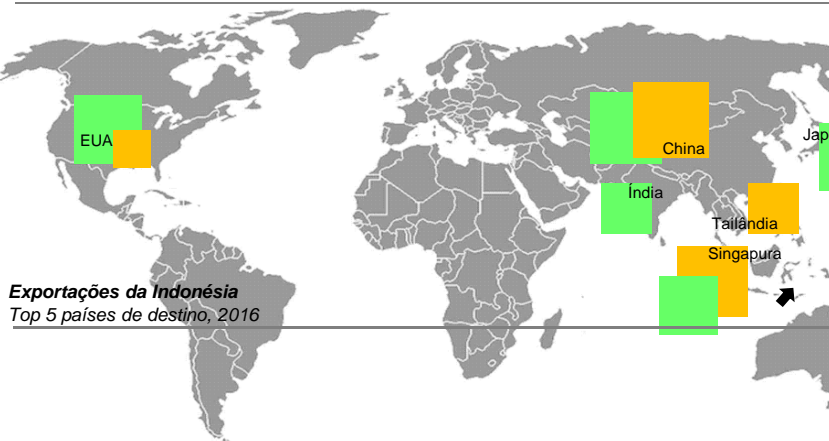 EUA
China
Jap
Índia
Tailândia
Singapura
Exportações da Indonésia
Top 5 países de destino, 2016